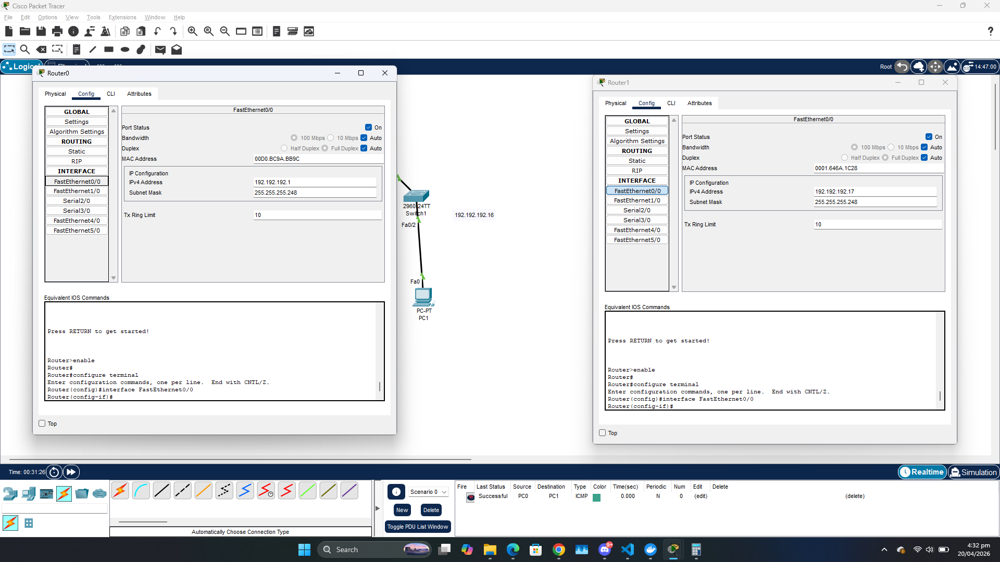 Cisco Packet Tracer
File Edit Options View Tools Extensions Window Help
Logical
Root
14:47:00
Router0
Physical Config CLI Attributes
GLOBAL
Settings
Algorithm Settings
ROUTING
Static
RIP
INTERFACE
FastEthernet0/0
FastEthernet1/0
Serial2/0
Serial3/0
FastEthernet4/0
FastEthernet5/0
FastEthernet0/0
Port Status On
Bandwidth 100 Mbps 10 Mbps Auto
Duplex Half Duplex Full Duplex Auto
MAC Address 00D0.BC9A.BB9C
IP Configuration
IPv4 Address 192.192.192.1
Subnet Mask 255.255.255.248
Tx Ring Limit 10
Equivalent IOS Commands
Press RETURN to get started!
Router>enable
Router#
Router#configure terminal
Enter configuration commands, one per line. End with CNTL/Z.
Router(config)#interface FastEthernet0/0
Router(config-if)#
Top
2960-24TT
Switch1
Fa0/2
192.192.192.16
Fa0
PC-PT
PC1
Router1
Physical Config CLI Attributes
GLOBAL
Settings
Algorithm Settings
ROUTING
Static
RIP
INTERFACE
FastEthernet0/0
FastEthernet1/0
Serial2/0
Serial3/0
FastEthernet4/0
FastEthernet5/0
FastEthernet0/0
Port Status On
Bandwidth 100 Mbps 10 Mbps Auto
Duplex Half Duplex Full Duplex Auto
MAC Address 0001.646A.1C28
IP Configuration
IPv4 Address 192.192.192.17
Subnet Mask 255.255.255.248
Tx Ring Limit 10
Equivalent IOS Commands
Press RETURN to get started!
Router>enable
Router#
Router#configure terminal
Enter configuration commands, one per line. End with CNTL/Z.
Router(config)#interface FastEthernet0/0
Router(config-if)#
Top
Time: 00:31:26
Realtime Simulation
Automatically Choose Connection Type
Scenario 0
New Delete
Toggle PDU List Window
Fire Last Status Source Destination Type Color Time(sec) Periodic Num Edit Delete
Successful PC0 PC1 ICMP 0.000 N 0 (edit) (delete)
Search
9+
4:32 pm
20/04/2026